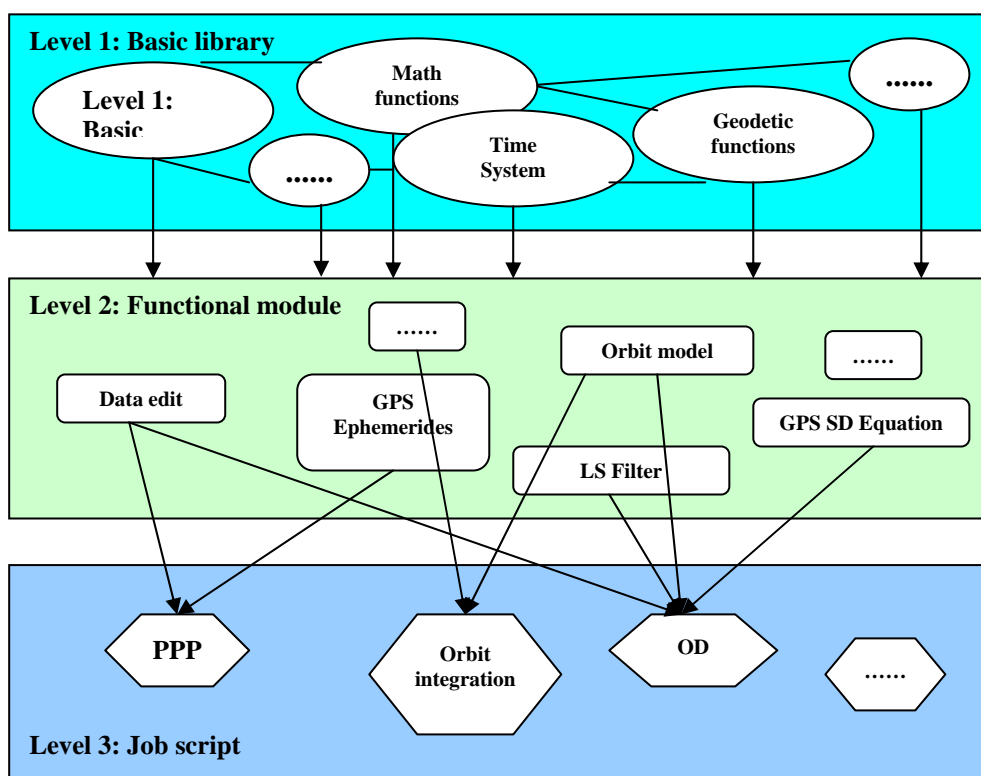 Level 1: Basic library
Math
functions
......
Level 1:
Basic
Geodetic
functions
Time
System
......
Level 2: Functional module
......
Orbit model
......
Data edit
GPS
Ephemerides
GPS SD Equation
LS Filter
PPP
Orbit
integration
OD
......
Level 3: Job script